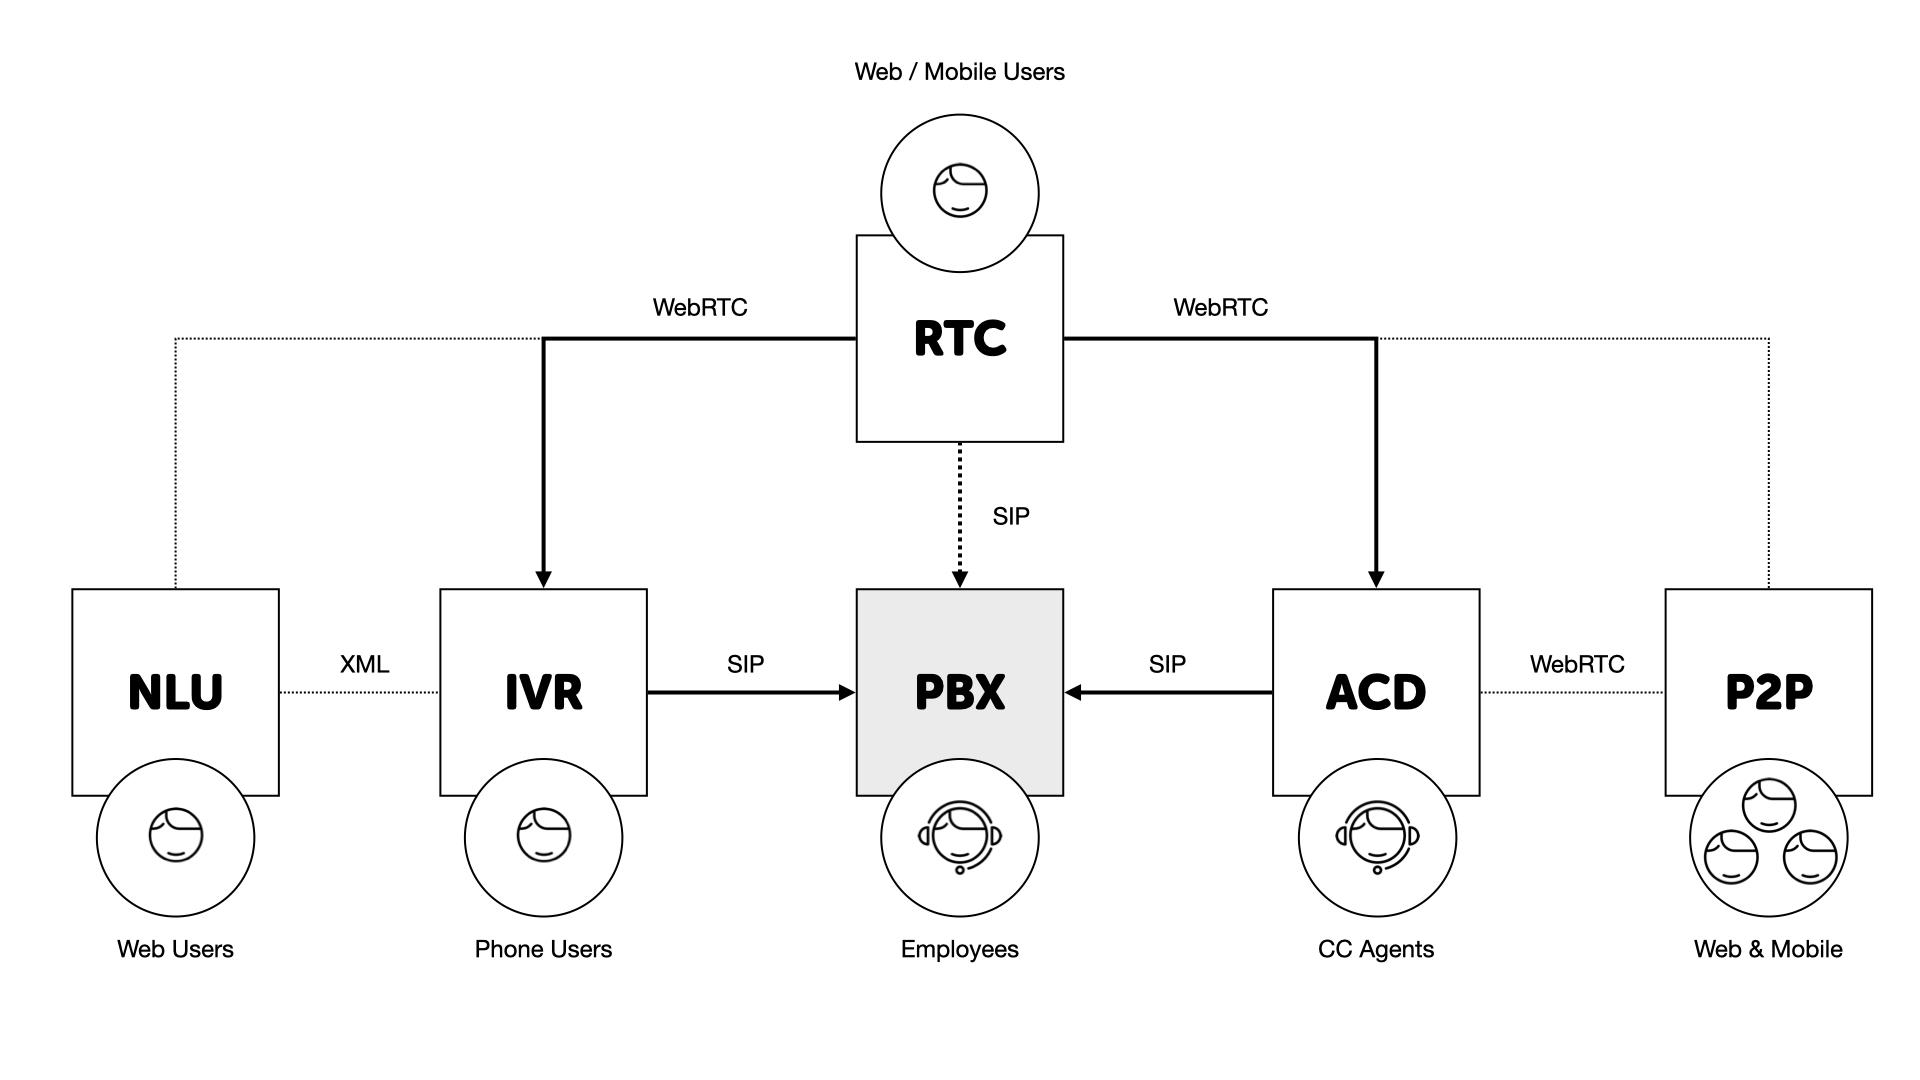 Web / Mobile Users
WebRTC
WebRTC
RTC
SIP
XML
SIP
SIP
WebRTC
NLU
IVR
PBX
ACD
P2P
Web Users
Phone Users
Employees
CC Agents
Web & Mobile